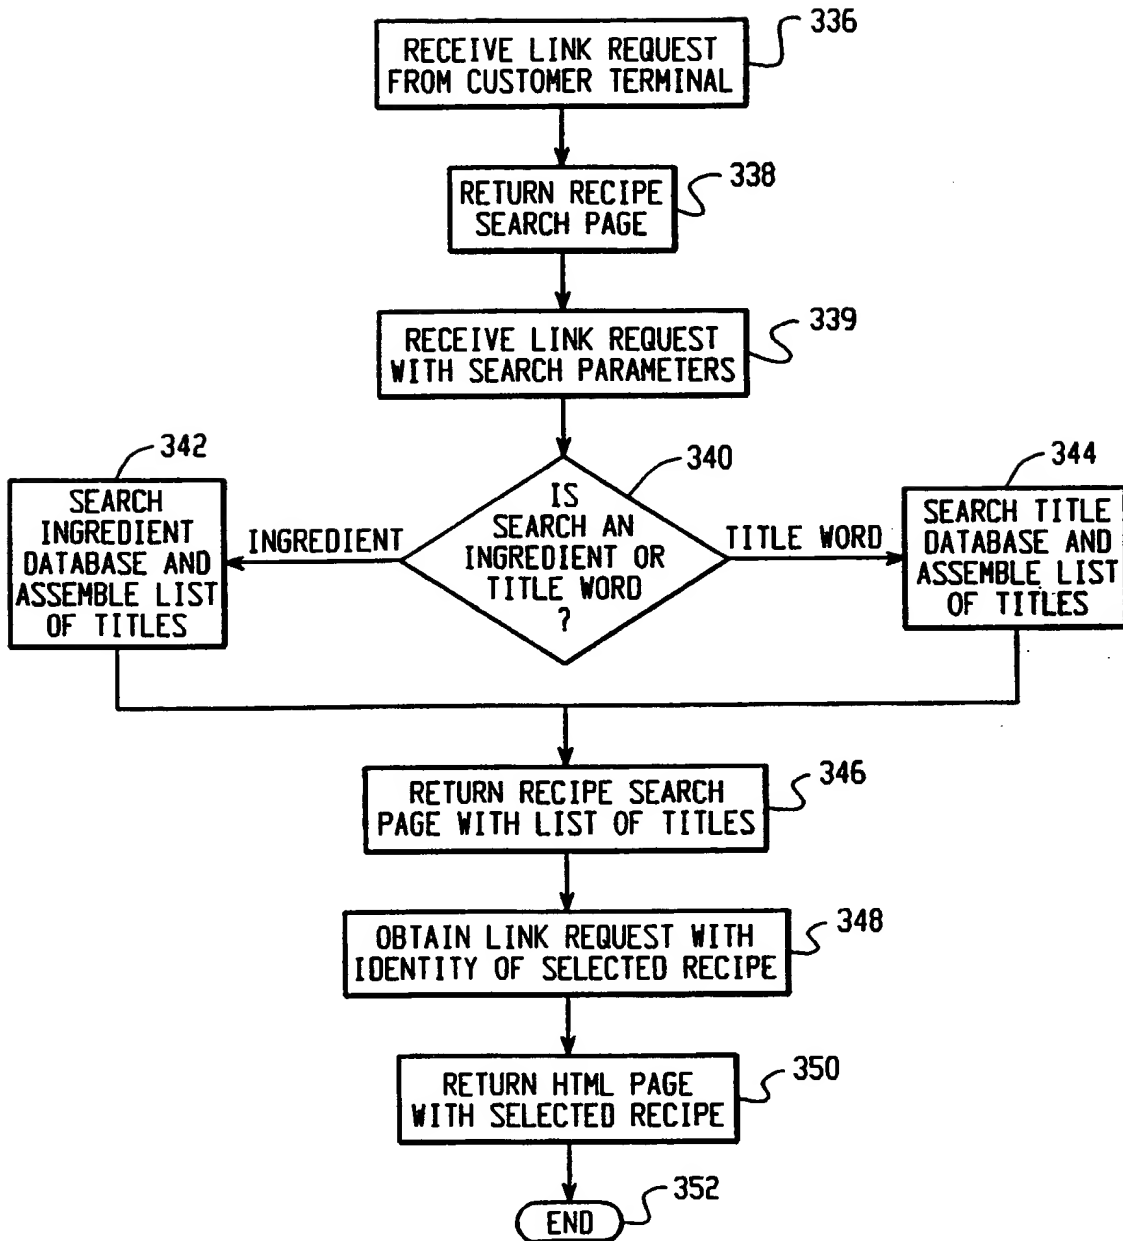 336
RECEIVE LINK REQUEST
FROM CUSTOMER TERMINAL
338
RETURN RECIPE
SEARCH PAGE
339
RECEIVE LINK REQUEST
WITH SEARCH PARAMETERS
342
SEARCH
INGREDIENT
DATABASE AND
ASSEMBLE LIST
OF TITLES
INGREDIENT
340
IS
SEARCH AN
INGREDIENT OR
TITLE WORD
?
TITLE WORD
344
SEARCH TITLE
DATABASE AND
ASSEMBLE LIST
OF TITLES
346
RETURN RECIPE SEARCH
PAGE WITH LIST OF TITLES
348
OBTAIN LINK REQUEST WITH
IDENTITY OF SELECTED RECIPE
350
RETURN HTML PAGE
WITH SELECTED RECIPE
352
END